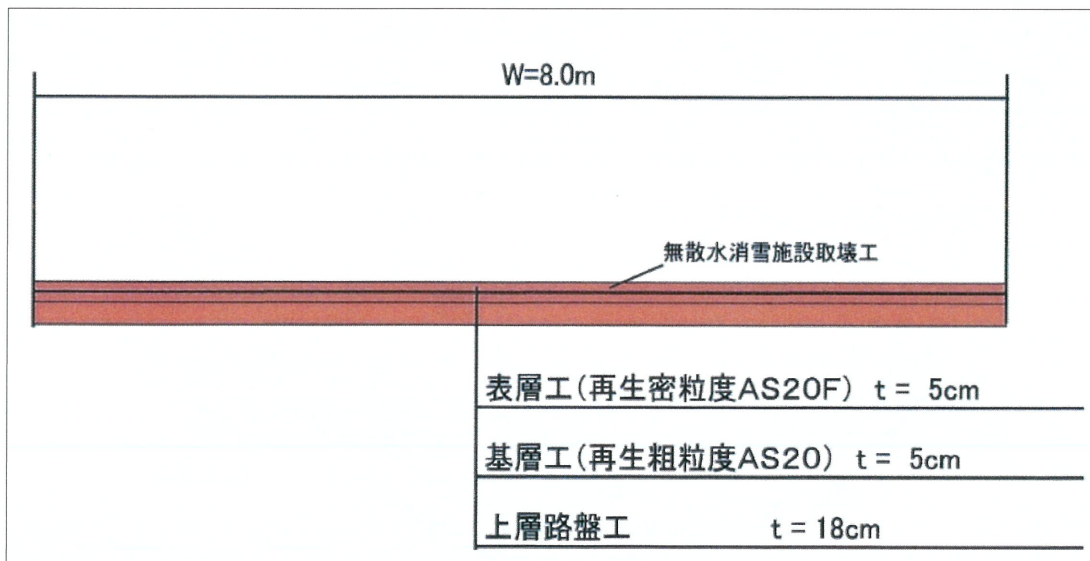 W=8.0m
無散水消雪施設取壊工
表層工(再生密粒度AS20F) t = 5cm
基層工(再生粗粒度AS20) t = 5cm
上層路盤工 t = 18cm